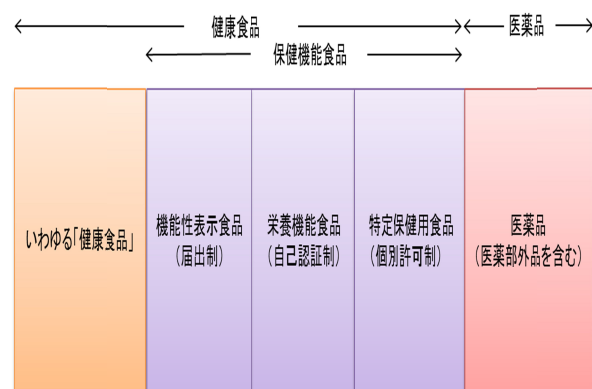 健康食品
医薬品
保健機能食品
いわゆる「健康食品」
機能性表示食品
（届出制）
栄養機能食品
（自己認証制）
特定保健用食品
（個別許可制）
医薬品
（医薬部外品を含む）